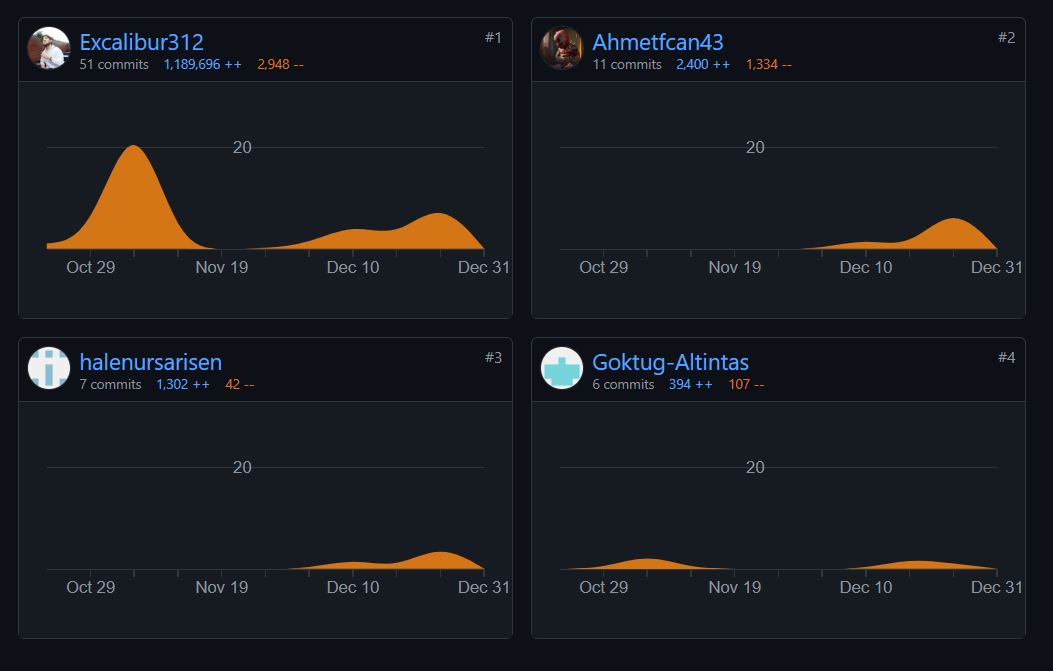 Excalibur312 #1
51 commits 1,189,696 ++ 2,948 --
20
Oct 29 Nov 19 Dec 10 Dec 31
Ahmetfcan43 #2
11 commits 2,400 ++ 1,334 --
20
Oct 29 Nov 19 Dec 10 Dec 31
halenursarisen #3
7 commits 1,302 ++ 42 --
20
Oct 29 Nov 19 Dec 10 Dec 31
Goktug-Altintas #4
6 commits 394 ++ 107 --
20
Oct 29 Nov 19 Dec 10 Dec 31